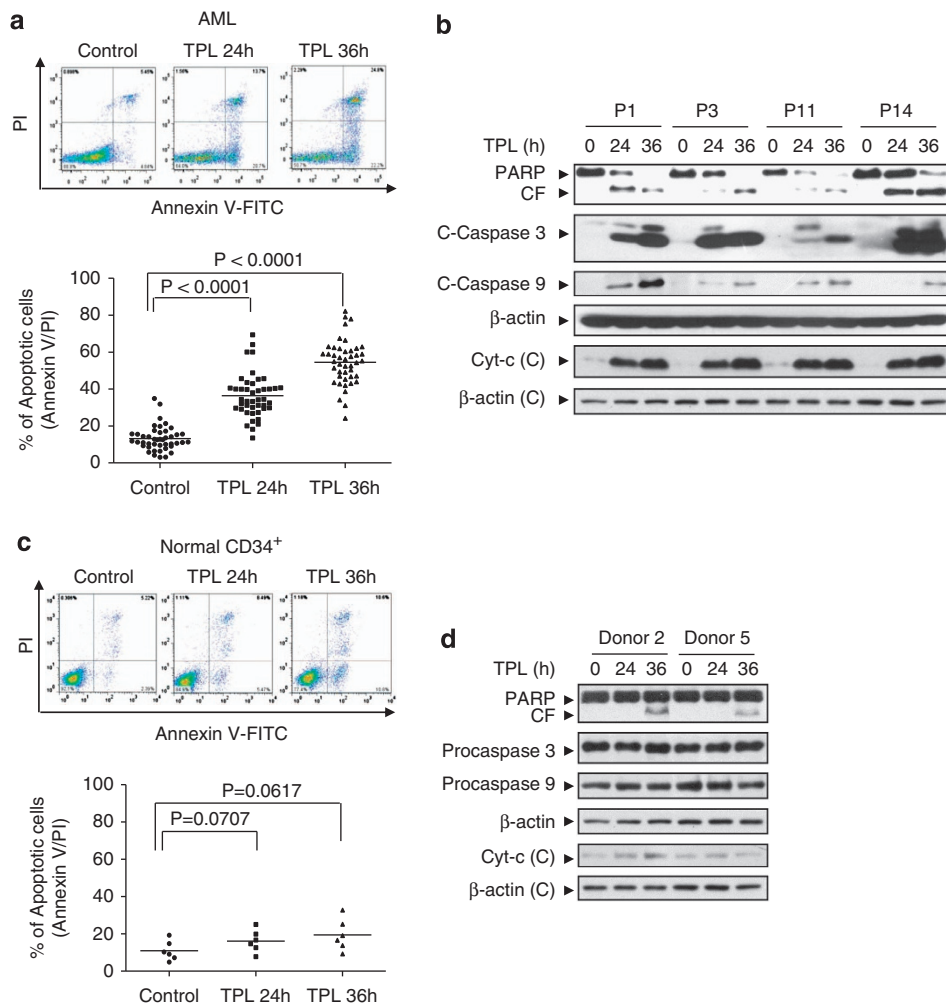 a
AML
Control TPL 24h TPL 36h
PI
Annexin V-FITC
P < 0.0001
P < 0.0001
% of Apoptotic cells
(Annexin V/PI)
100
80
60
40
20
0
Control TPL 24h TPL 36h
b
P1 P3 P11 P14
TPL (h) 0 24 36 0 24 36 0 24 36 0 24 36
PARP
CF
C-Caspase 3
C-Caspase 9
β-actin
Cyt-c (C)
β-actin (C)
c
Normal CD34+
Control TPL 24h TPL 36h
PI
Annexin V-FITC
P=0.0617
P=0.0707
% of Apoptotic cells
(Annexin V/PI)
100
80
60
40
20
0
Control TPL 24h TPL 36h
d
Donor 2 Donor 5
TPL (h) 0 24 36 0 24 36
PARP
CF
Procaspase 3
Procaspase 9
β-actin
Cyt-c (C)
β-actin (C)